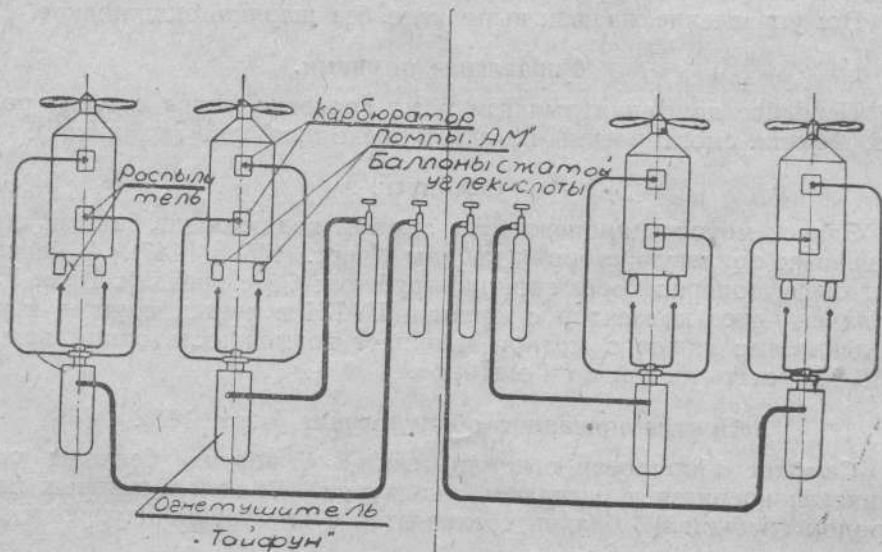 Карбюратор
Помпы „АМ"
Баллоны сжатой
углекислоты
Распыли
тель
Огнетушитель
„Тайфун"